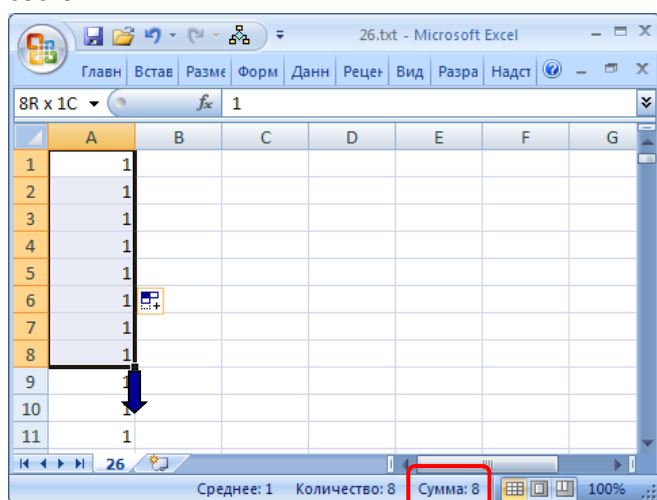 26.txt - Microsoft Excel
Главн Встав Разме Форм Данн Рецен Вид Разра Надст
8R x 1C fx 1
A B C D E F G
1 1
2 1
3 1
4 1
5 1
6 1
7 1
8 1
9 1
10 1
11 1
26
Среднее: 1 Количество: 8 Сумма: 8 100%